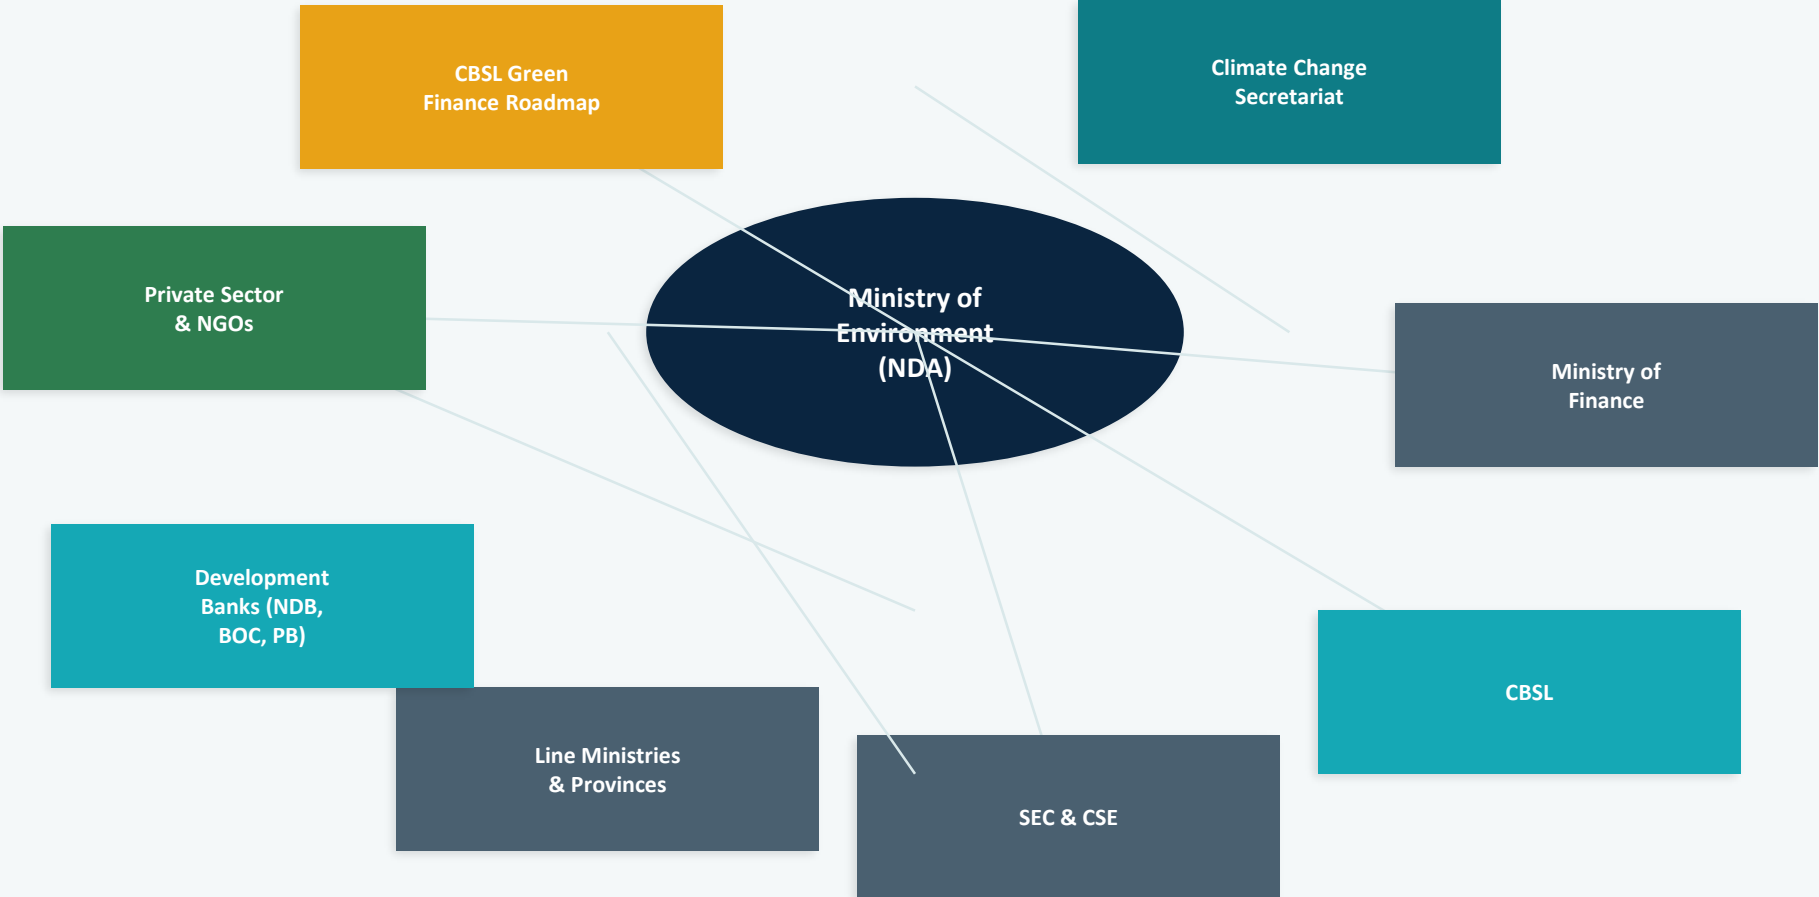 CBSL Green
Finance Roadmap
Climate Change
Secretariat
Private Sector
& NGOs
Ministry of
Environment
(NDA)
Ministry of
Finance
Development
Banks (NDB,
BOC, PB)
CBSL
Line Ministries
& Provinces
SEC & CSE